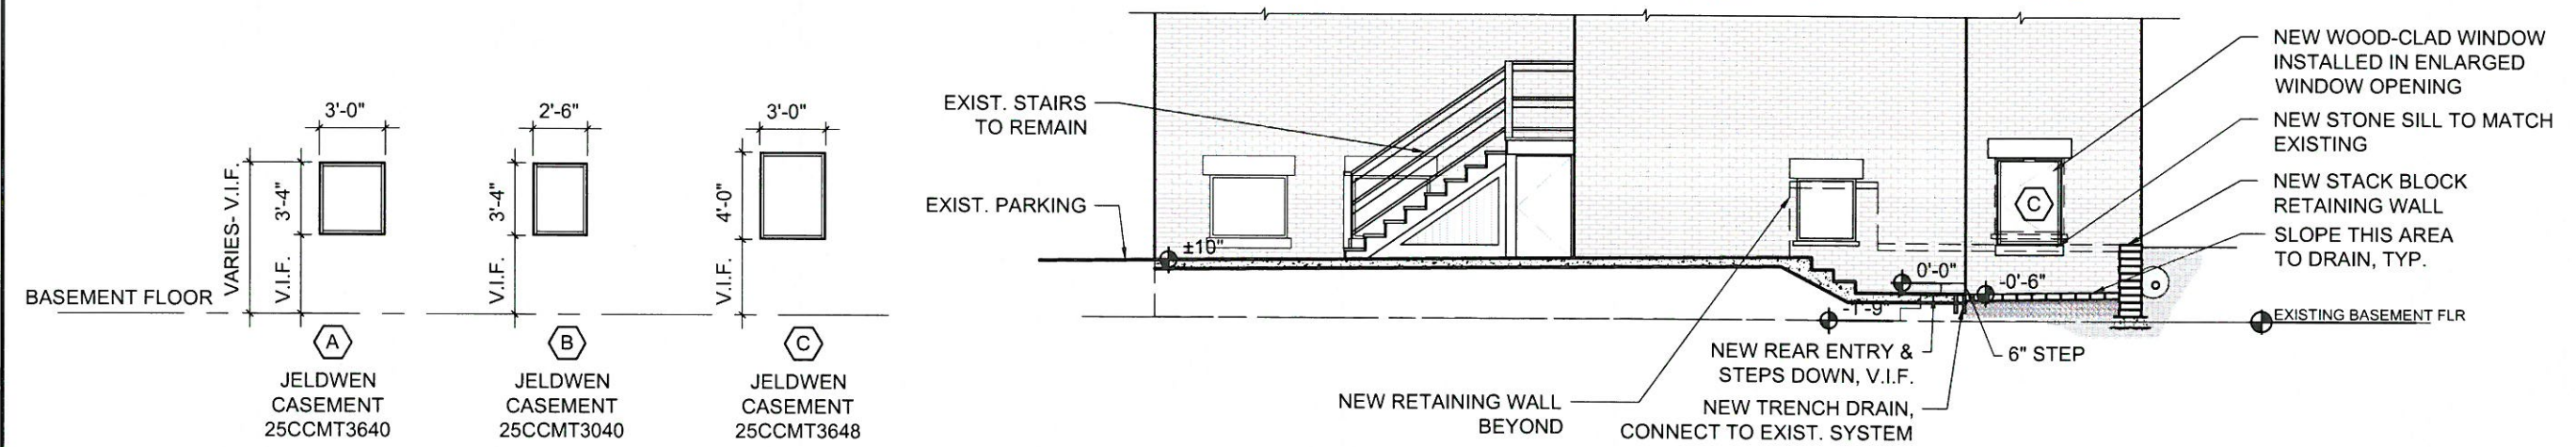 3'-0"
VARIES- V.I.F.
3'-4"
V.I.F.
BASEMENT FLOOR
A
JELDWEN
CASEMENT
25CCMT3640
2'-6"
3'-4"
V.I.F.
B
JELDWEN
CASEMENT
25CCMT3040
3'-0"
4'-0"
V.I.F.
C
JELDWEN
CASEMENT
25CCMT3648
EXIST. STAIRS
TO REMAIN
EXIST. PARKING
±10"
0'-0"
-0'-6"
-1'-9"
C
NEW RETAINING WALL
BEYOND
NEW REAR ENTRY &
STEPS DOWN, V.I.F.
NEW TRENCH DRAIN,
CONNECT TO EXIST. SYSTEM
6" STEP
NEW WOOD-CLAD WINDOW
INSTALLED IN ENLARGED
WINDOW OPENING
NEW STONE SILL TO MATCH
EXISTING
NEW STACK BLOCK
RETAINING WALL
SLOPE THIS AREA
TO DRAIN, TYP.
EXISTING BASEMENT FLR